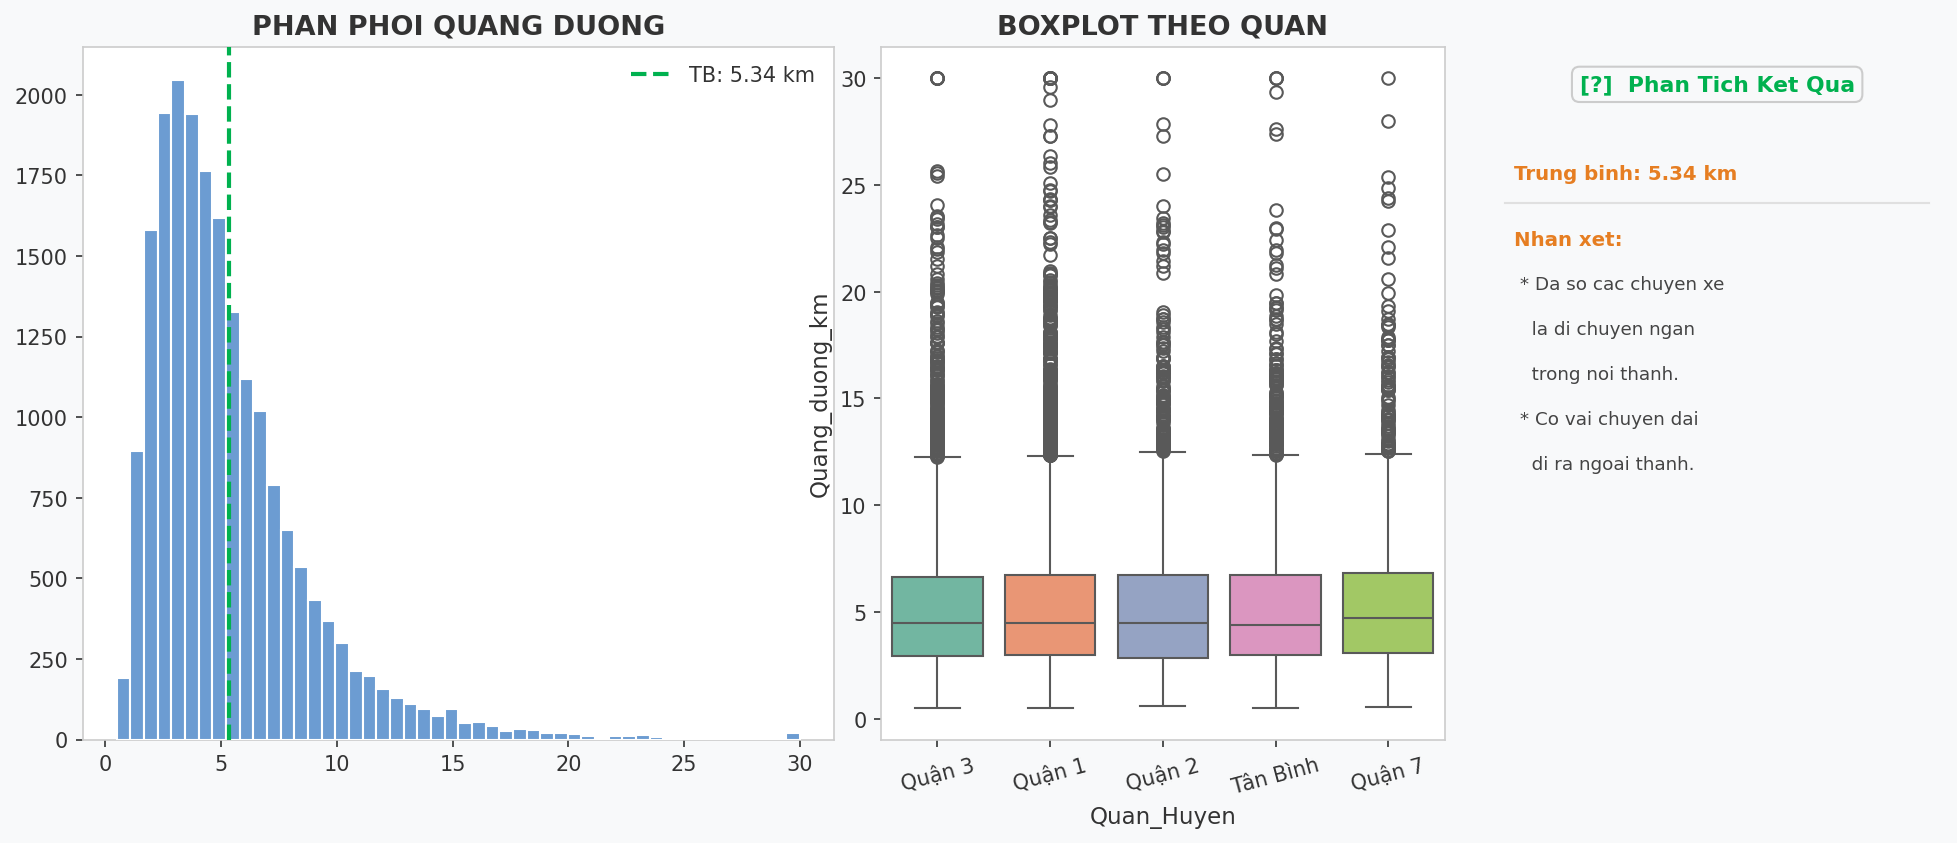 PHAN PHOI QUANG DUONG
TB: 5.34 km
2000
1750
1500
1250
1000
750
500
250
0
0 5 10 15 20 25 30
BOXPLOT THEO QUAN
Quang_duong_km
30
25
20
15
10
5
0
Quận 3 Quận 1 Quận 2 Tân Bình Quận 7
Quan_Huyen
[?] Phan Tich Ket Qua
Trung binh: 5.34 km
Nhan xet:
* Da so cac chuyen xe
la di chuyen ngan
trong noi thanh.
* Co vai chuyen dai
di ra ngoai thanh.